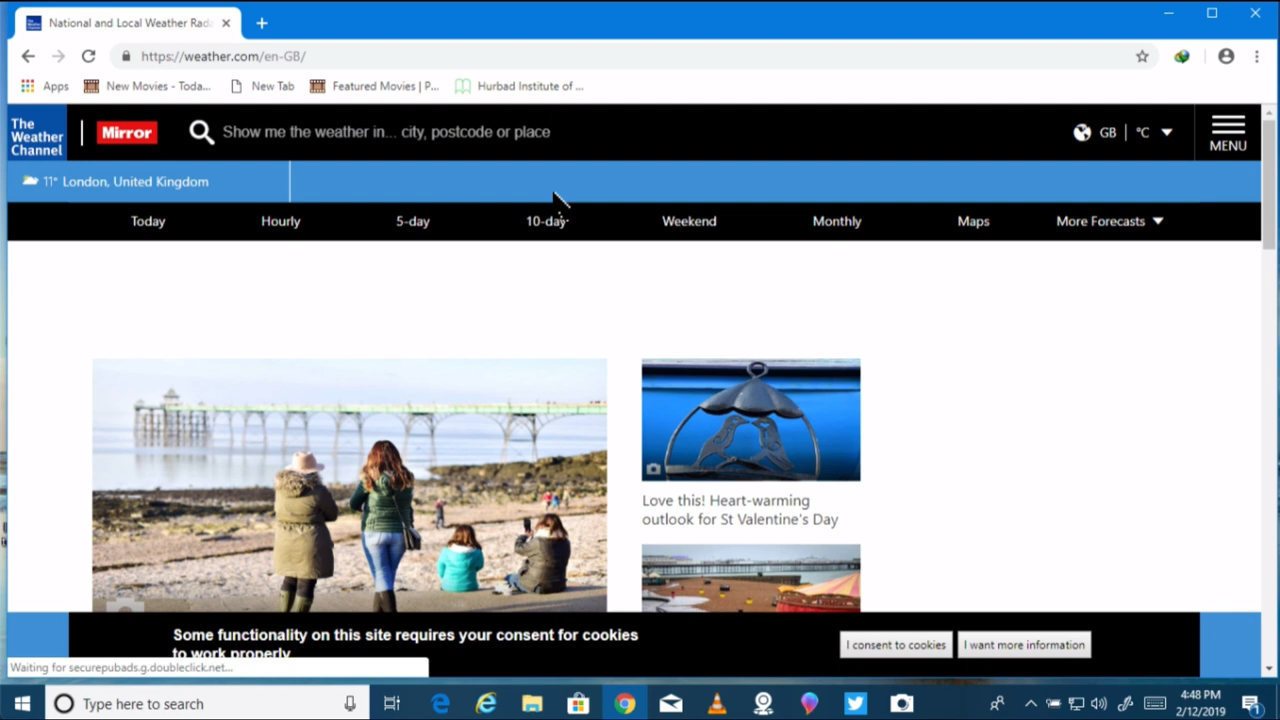 National and Local Weather Rada
https://weather.com/en-GB/
Apps
New Movies - Toda...
New Tab
Featured Movies | P...
Hurbad Institute of ...
The
Weather
Channel
Mirror
Show me the weather in... city, postcode or place
GB
°C
MENU
11° London, United Kingdom
Today
Hourly
5-day
10-day
Weekend
Monthly
Maps
More Forecasts
Love this! Heart-warming
outlook for St Valentine's Day
Some functionality on this site requires your consent for cookies
to work properly
I consent to cookies
I want more information
Waiting for securepubads.g.doubleclick.net...
Type here to search
4:48 PM
2/12/2019
1